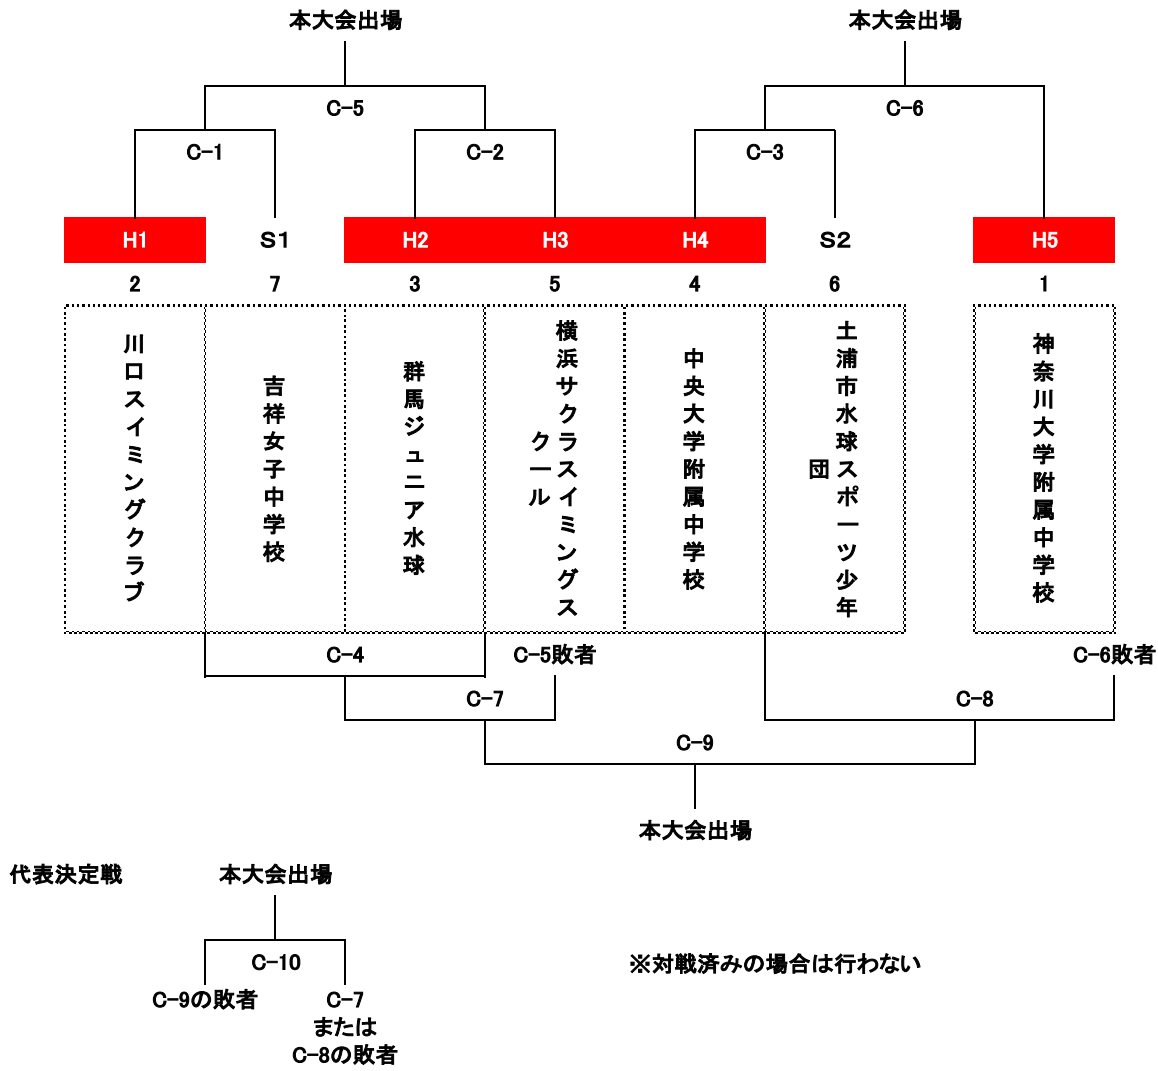 本大会出場 本大会出場
C-5 C-6
C-1 C-2 C-3
H1 S1 H2 H3 H4 S2 H5
2 7 3 5 4 6 1
川口スイミングクラブ
吉祥女子中学校
群馬ジュニア水球
横浜サクラスイミングス
クール
中央大学附属中学校
土浦市水球スポーツ少年
団
神奈川大学附属中学校
C-4 C-5敗者 C-6敗者
C-7 C-8
C-9
本大会出場
代表決定戦 本大会出場
C-10 ※対戦済みの場合は行わない
C-9の敗者 C-7
または
C-8の敗者